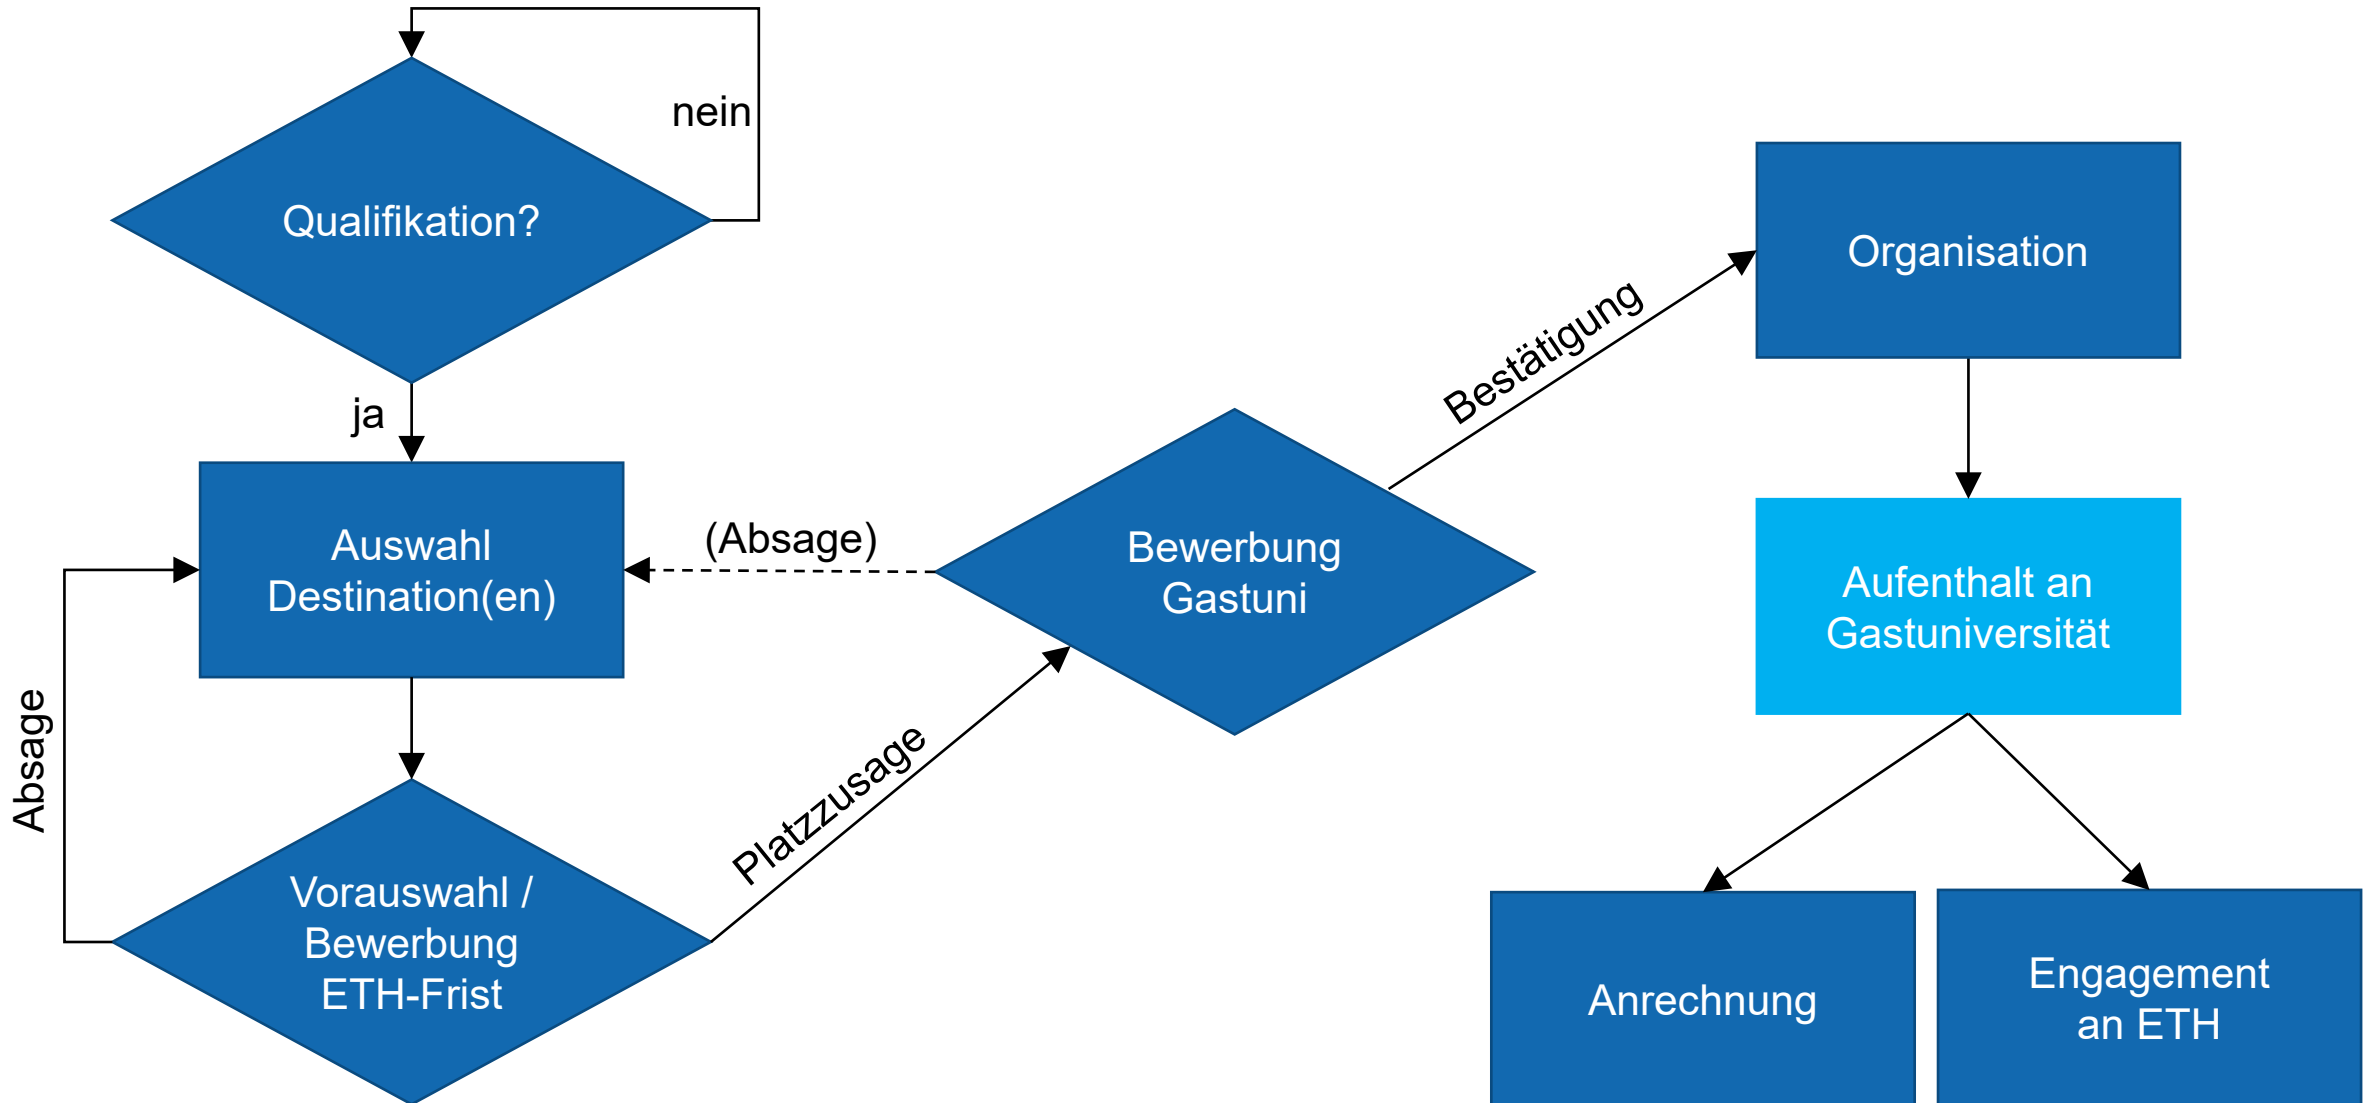 nein
Qualifikation?
ja
Auswahl
Destination(en)
Absage
Vorauswahl /
Bewerbung
ETH-Frist
Platzzusage
(Absage)
Bewerbung
Gastuni
Bestätigung
Organisation
Aufenthalt an
Gastuniversität
Anrechnung
Engagement
an ETH